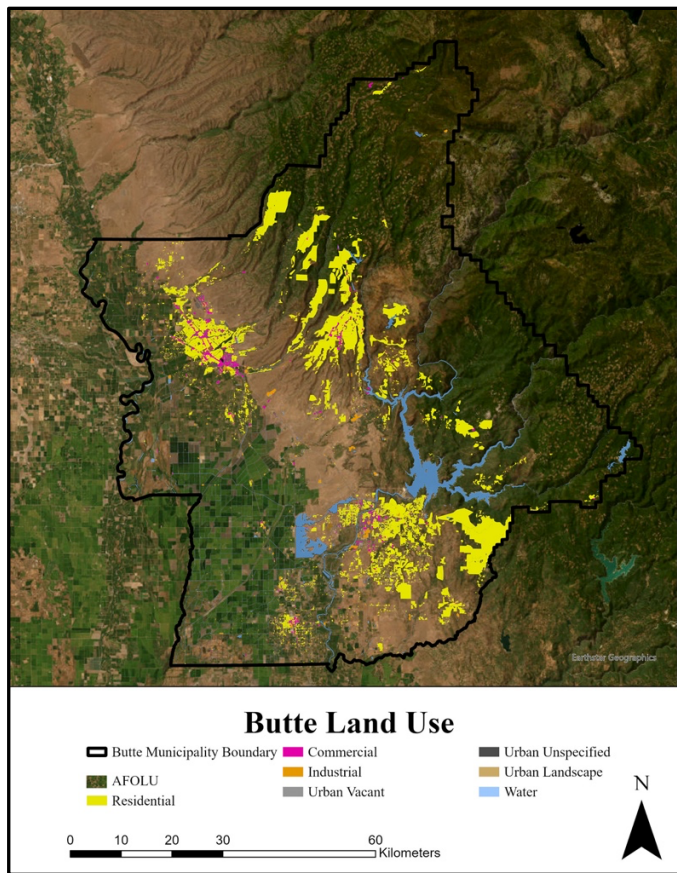 Earthstar Geographics
Butte Land Use
Butte Municipality Boundary
AFOLU
Residential
Commercial
Industrial
Urban Vacant
Urban Unspecified
Urban Landscape
Water
N
0 10 20 30 60
Kilometers